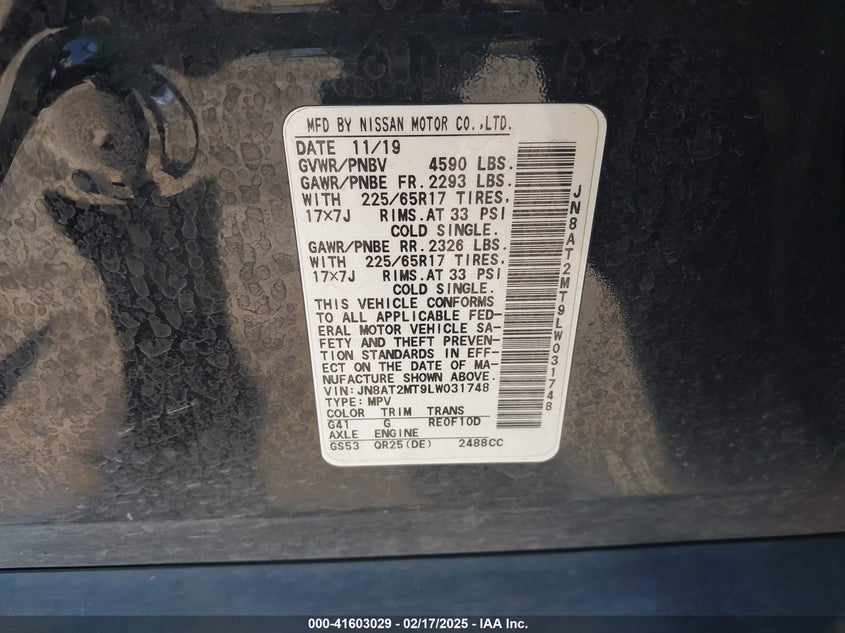 MFD BY NISSAN MOTOR CO.,LTD.
DATE 11/19
GVWR/PNBV 4590 LBS.
GAWR/PNBE FR. 2293 LBS.
WITH 225/65R17 TIRES,
17×7J RIMS.AT 33 PSI
COLD SINGLE.
GAWR/PNBE RR. 2326 LBS.
WITH 225/65R17 TIRES,
17×7J RIMS.AT 33 PSI
COLD SINGLE.
THIS VEHICLE CONFORMS
TO ALL APPLICABLE FED-
ERAL MOTOR VEHICLE SA-
FETY AND THEFT PREVEN-
TION STANDARDS IN EFF-
ECT ON THE DATE OF MA-
NUFACTURE SHOWN ABOVE.
VIN:JN8AT2MT9LW031748
TYPE:MPV
COLOR TRIM TRANS
G41 G RE0F10D
AXLE ENGINE
GS53 QR25(DE) 2488CC
JN8AT2MT9LW031748
000-41603029 - 02/17/2025 - IAA Inc.